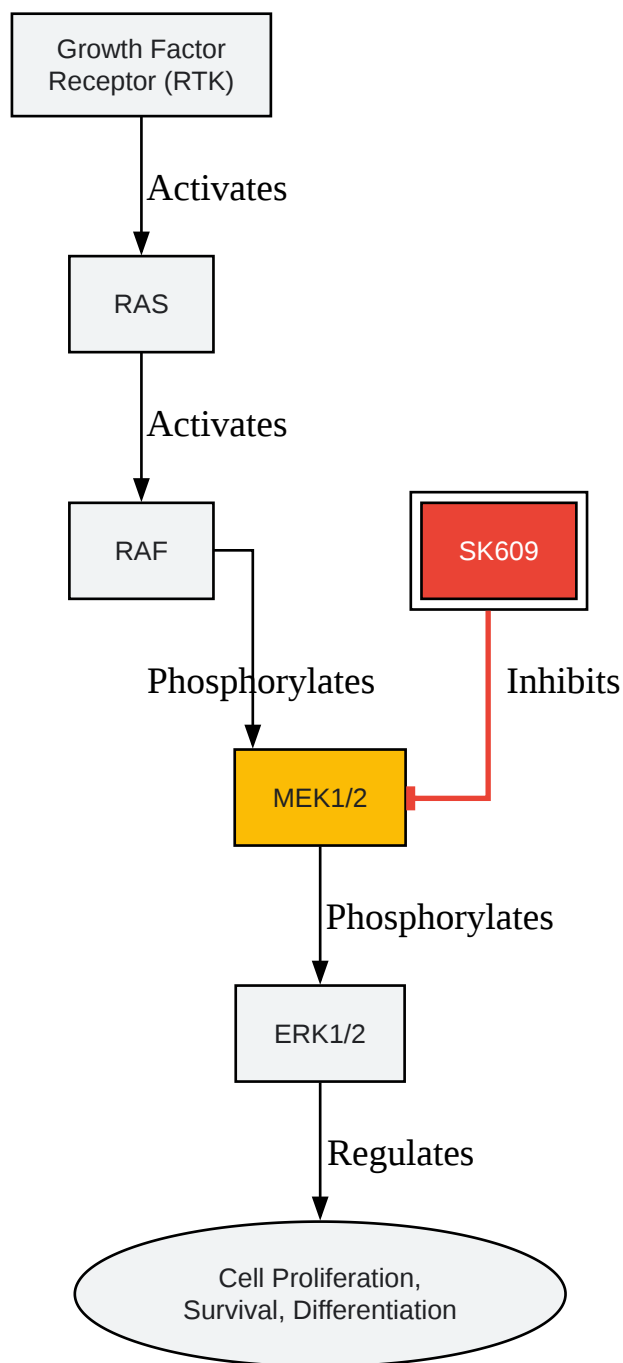 Growth Factor
Receptor (RTK)
Activates
RAS
Activates
RAF
SK609
Phosphorylates
Inhibits
MEK1/2
Phosphorylates
ERK1/2
Regulates
Cell Proliferation,
Survival, Differentiation